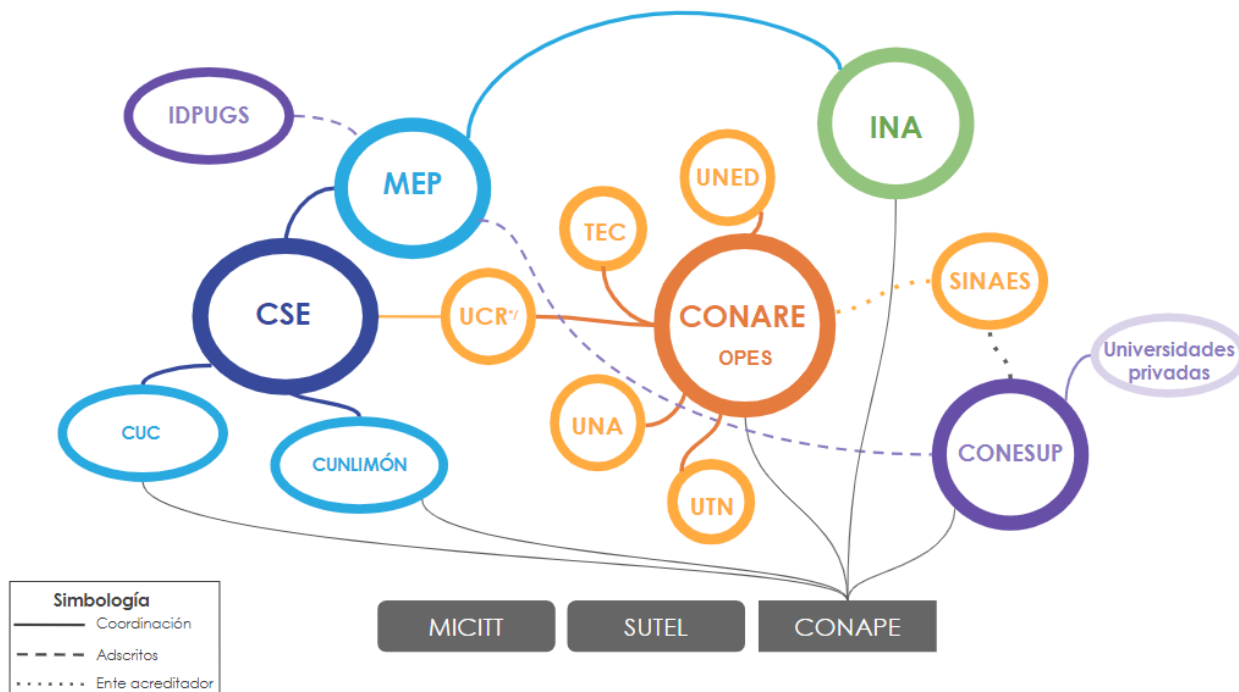 IDPUGS
MEP
INA
UNED
TEC
SINAES
CSE
UCR*/
CONARE
OPES
Universidades
privadas
UNA
CUC
CUNLIMÓN
CONESUP
UTN
MICITT
SUTEL
CONAPE
Simbología
Coordinación
Adscritos
Ente acreditador